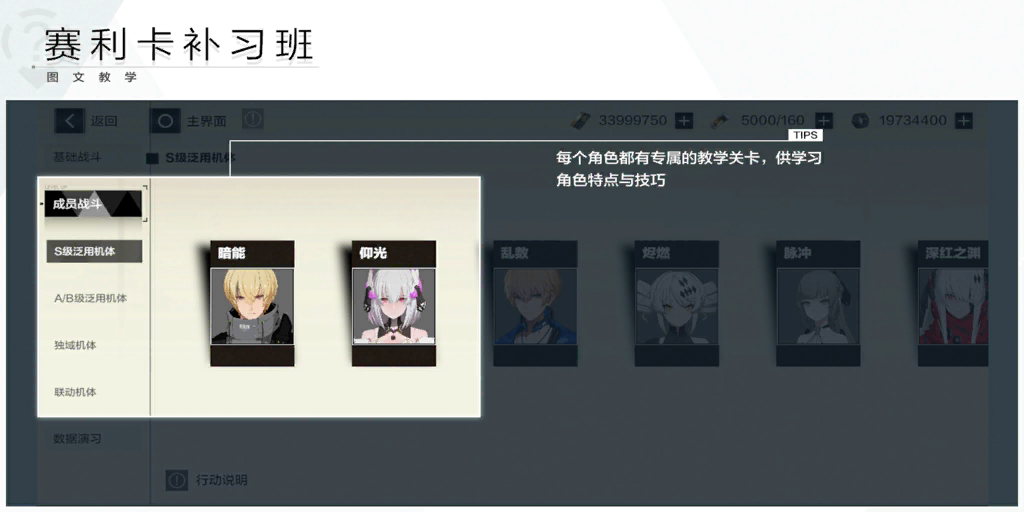 赛利卡补习班
图文教学
返回
主界面
33999750
5000/160
19734400
TIPS
每个角色都有专属的教学关卡，供学习
角色特点与技巧
基础战斗
S级泛用机体
成员战斗
S级泛用机体
A/B级泛用机体
独域机体
联动机体
数据演习
暗能
仰光
乱数
烬燃
脉冲
深红之渊
行动说明